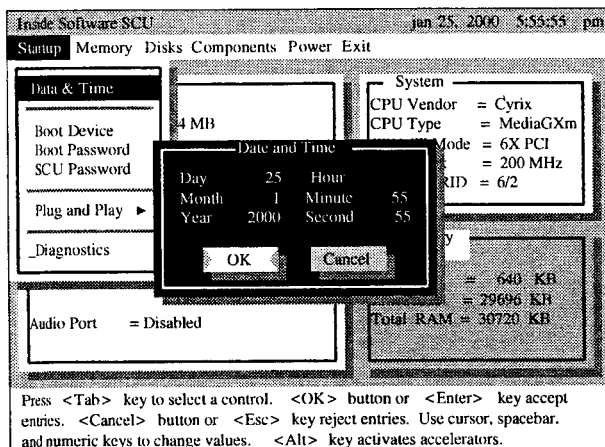 Inside Software SCU jan 25, 2000 5:55:55 pm
Startup Memory Disks Components Power Exit
Data & Time
Boot Device
Boot Password
SCU Password
Plug and Play ►
_Diagnostics
4 MB
System
CPU Vendor = Cyrix
CPU Type = MediaGXm
Mode = 6X PCI
= 200 MHz
RID = 6/2
Date and Time
Day 25 Hour
Month 1 Minute 55
Year 2000 Second 55
OK Cancel
y
= 640 KB
= 29696 KB
Total RAM = 30720 KB
Audio Port = Disabled
Press <Tab> key to select a control. <OK> button or <Enter> key accept
entries. <Cancel> button or <Esc> key reject entries. Use cursor, spacebar.
and numeric keys to change values. <Alt> key activates accelerators.